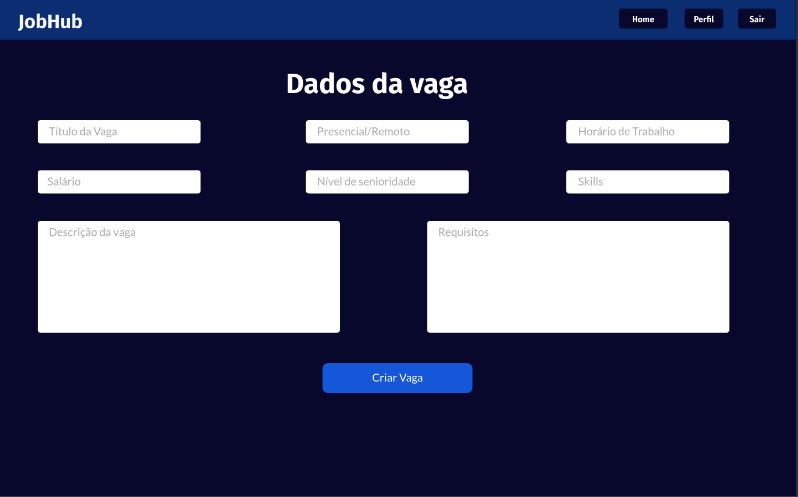 JobHub
Home
Perfil
Sair
Dados da vaga
Título da Vaga
Presencial/Remoto
Horário de Trabalho
Salário
Nível de senioridade
Skills
Descrição da vaga
Requisitos
Criar Vaga